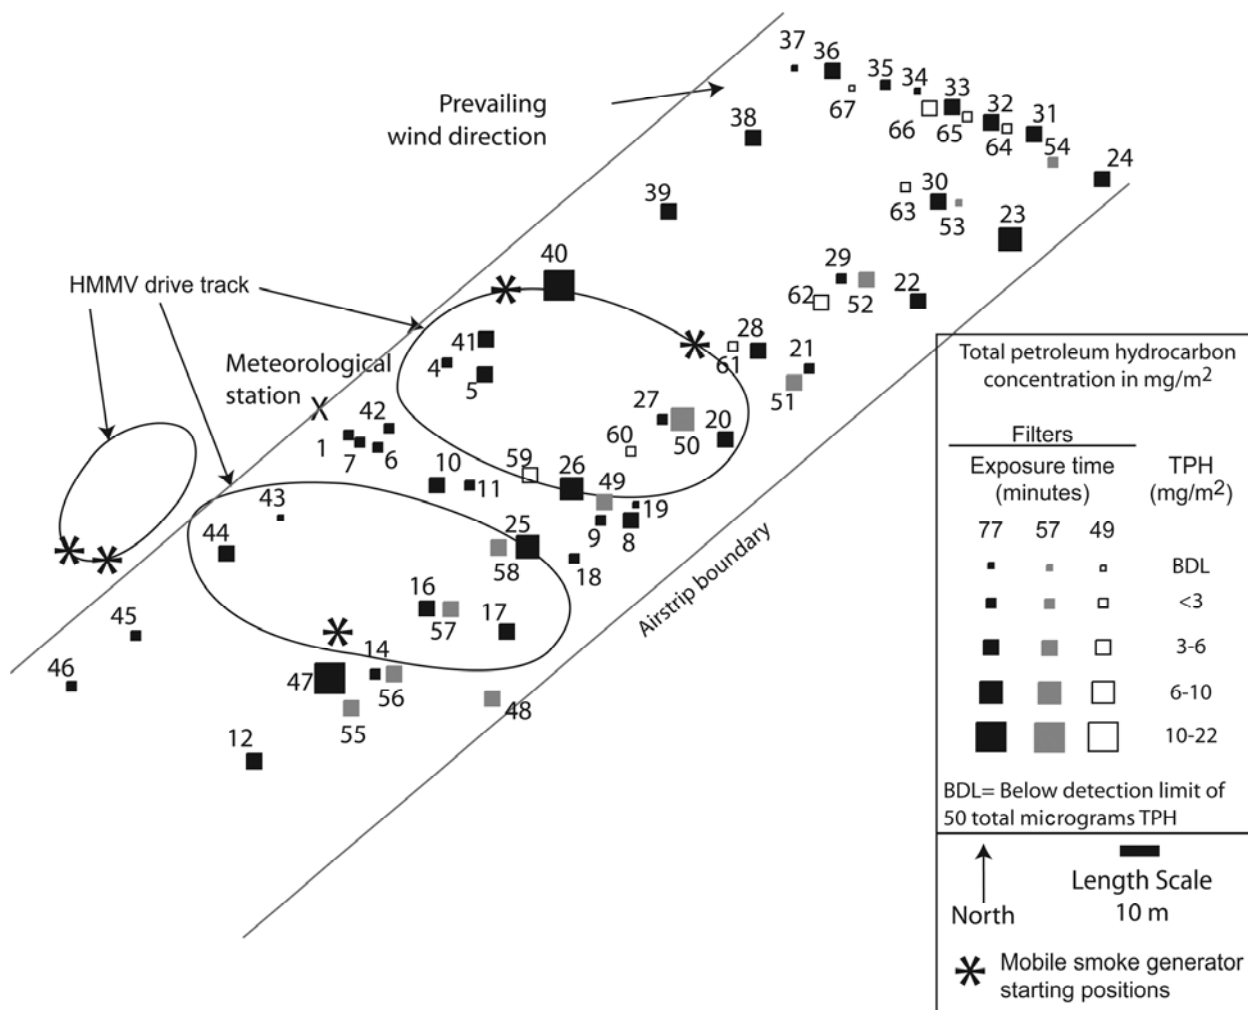 37
36
35
34
33
32
31
67
66
65
64
54
24
Prevailing
wind direction
38
39
30
63
53
23
40
HMMV drive track
29
62
52
22
41
28
61
21
4
5
Meteorological
station
X
51
42
27
20
50
1
7
6
60
59
10
11
26
49
19
43
9
8
44
25
58
18
Airstrip boundary
16
57
17
45
14
46
47
56
48
55
12
Total petroleum hydrocarbon
concentration in mg/m2
Filters
Exposure time
(minutes)
TPH
(mg/m2)
77 57 49
BDL
<3
3-6
6-10
10-22
BDL= Below detection limit of
50 total micrograms TPH
North
Length Scale
10 m
Mobile smoke generator
starting positions